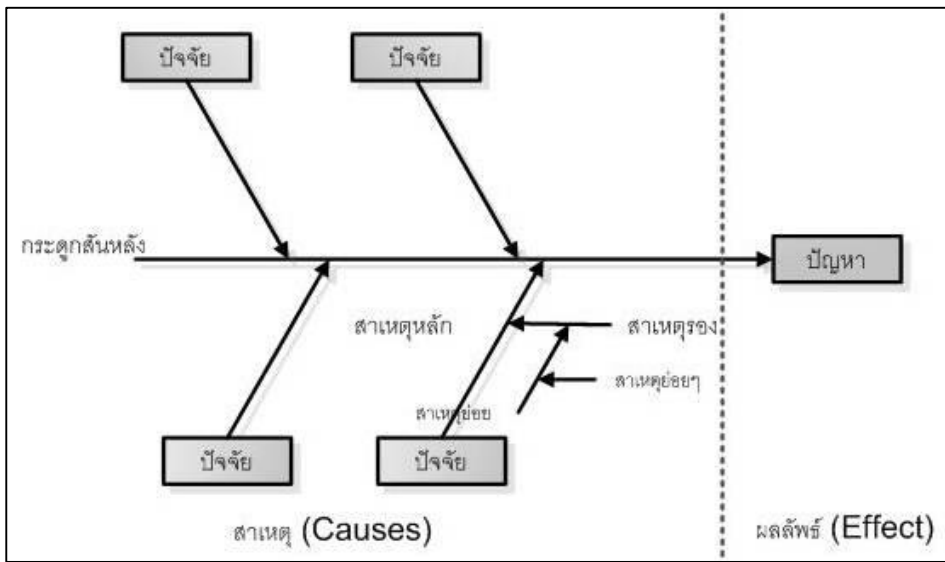 ปัจจัย
ปัจจัย
กระดูกสันหลัง
ปัญหา
สาเหตุหลัก
สาเหตุรอง
สาเหตุย่อยๆ
สาเหตุย่อย
ปัจจัย
ปัจจัย
สาเหตุ (Causes)
ผลลัพธ์ (Effect)